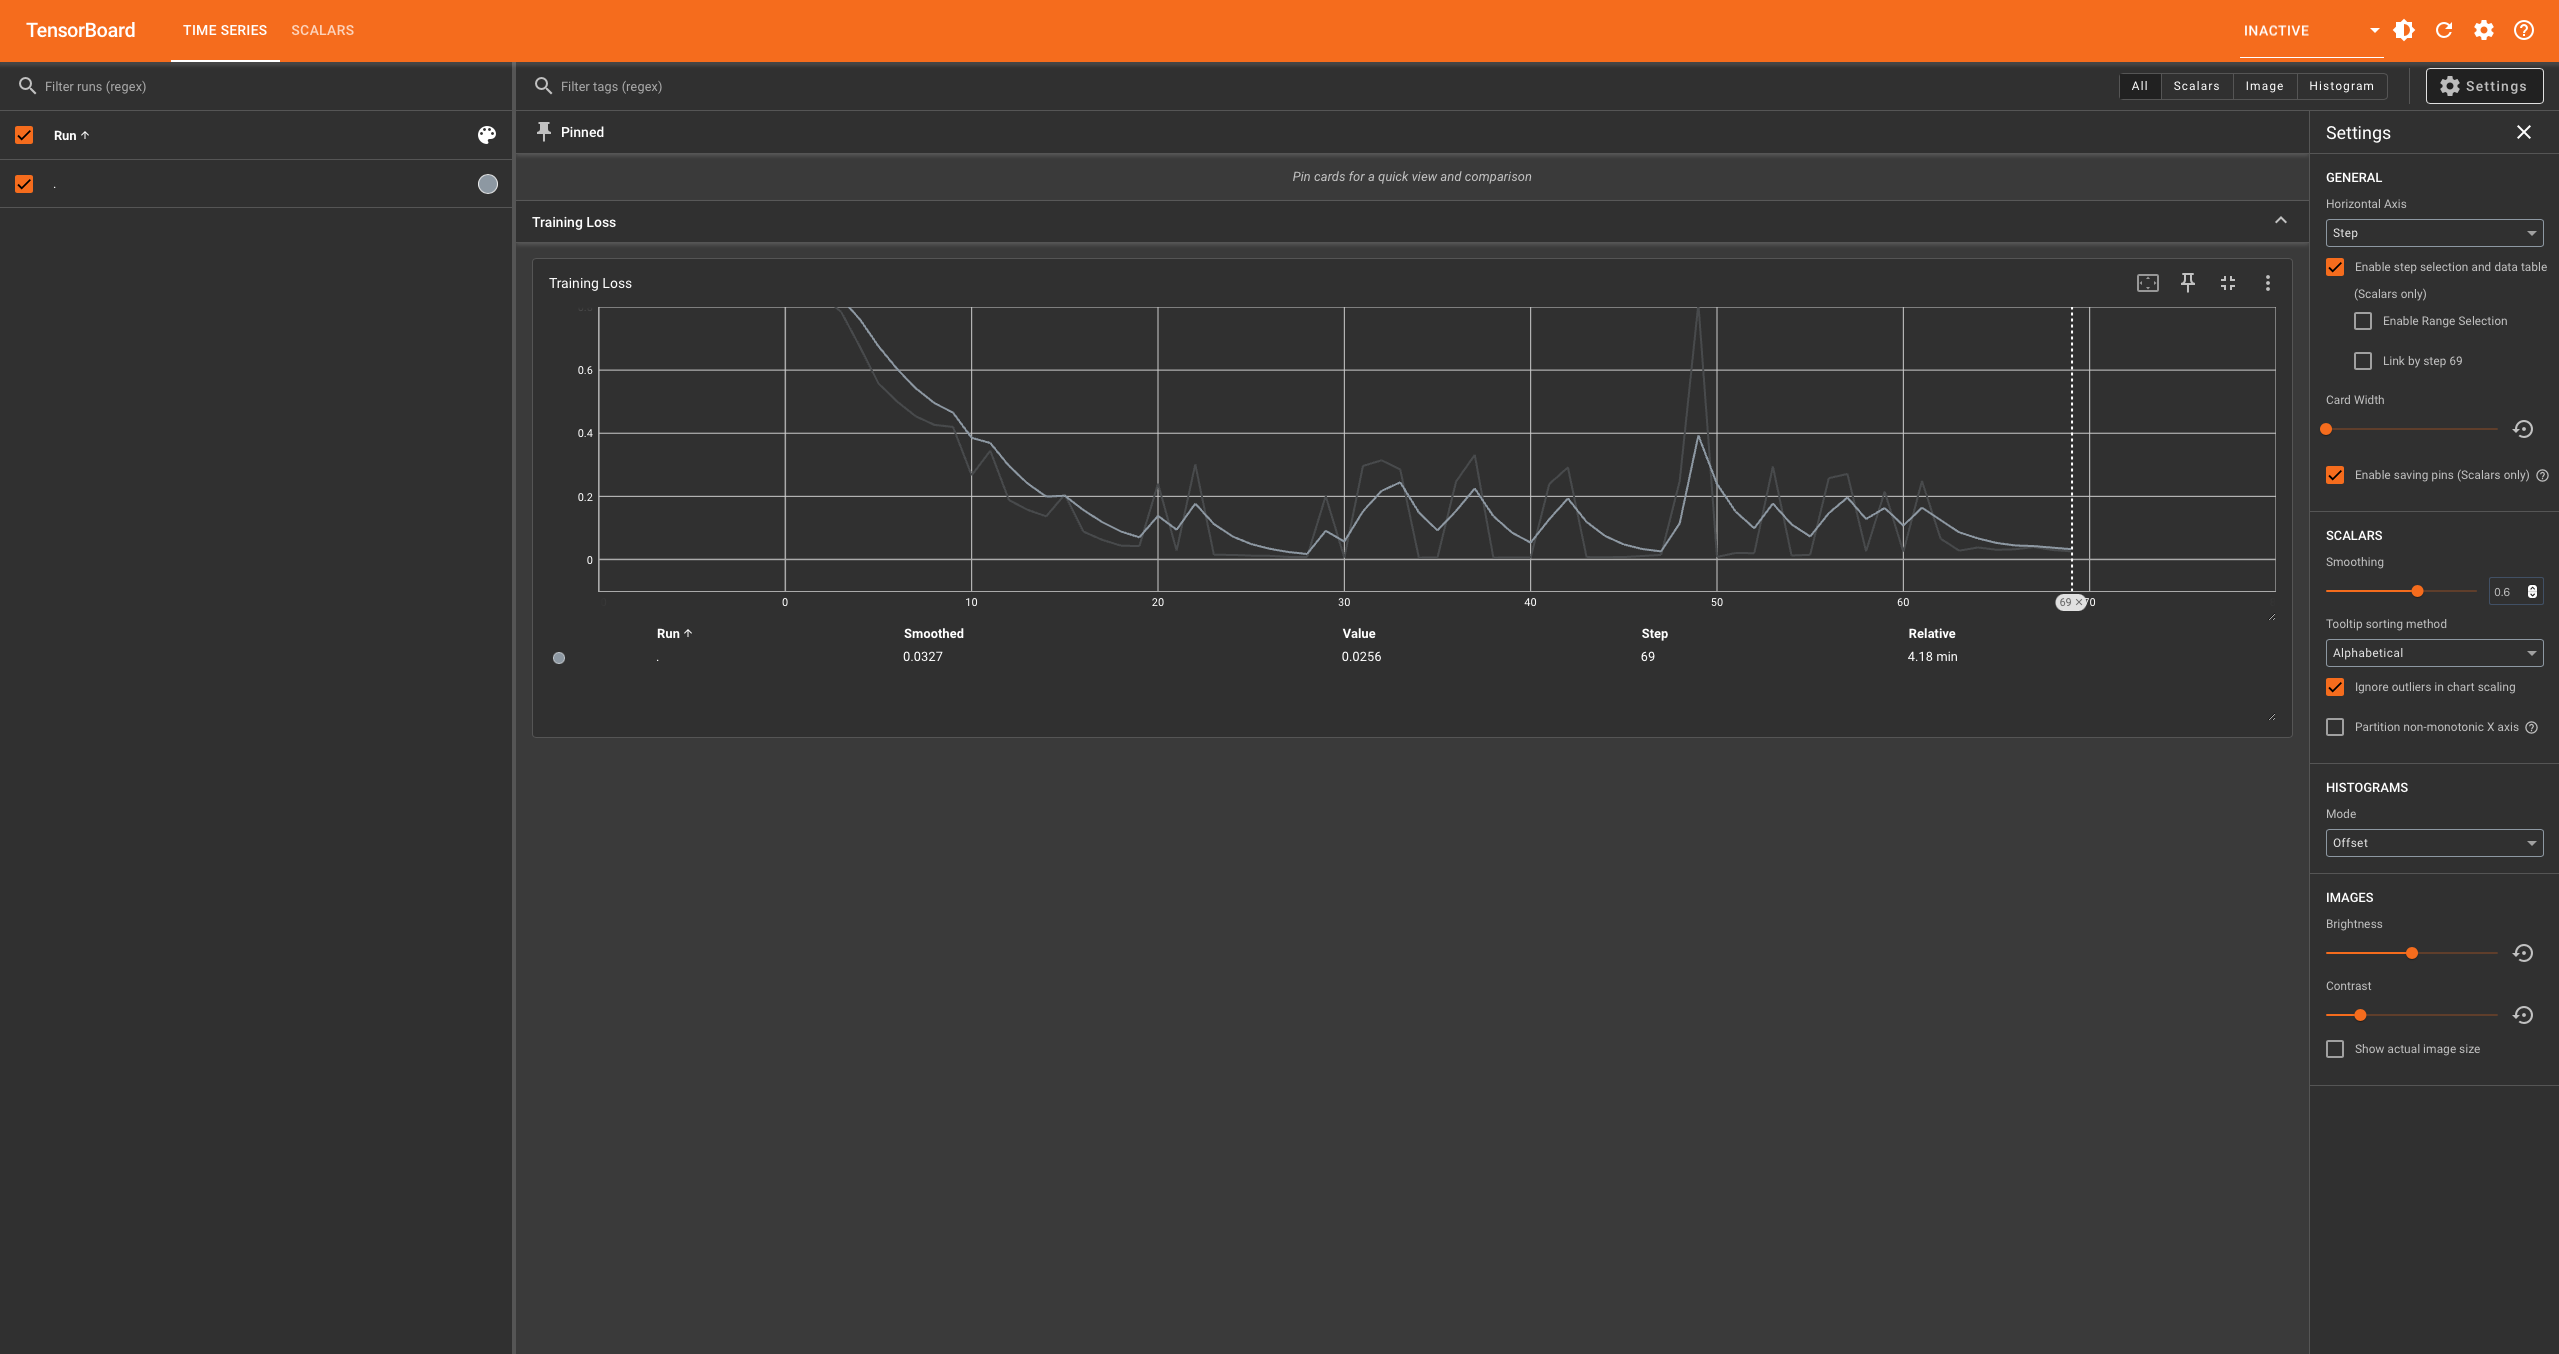 TensorBoard
TIME SERIES
SCALARS
INACTIVE
Filter runs (regex)
Filter tags (regex)
All
Scalars
Image
Histogram
Settings
Run
.
Pinned
Pin cards for a quick view and comparison
Training Loss
Training Loss
0.6
0.4
0.2
0
0
10
20
30
40
50
60
69
70
Run
Smoothed
Value
Step
Relative
.
0.0327
0.0256
69
4.18 min
Settings
GENERAL
Horizontal Axis
Step
Enable step selection and data table
(Scalars only)
Enable Range Selection
Link by step 69
Card Width
Enable saving pins (Scalars only)
SCALARS
Smoothing
0.6
Tooltip sorting method
Alphabetical
Ignore outliers in chart scaling
Partition non-monotonic X axis
HISTOGRAMS
Mode
Offset
IMAGES
Brightness
Contrast
Show actual image size